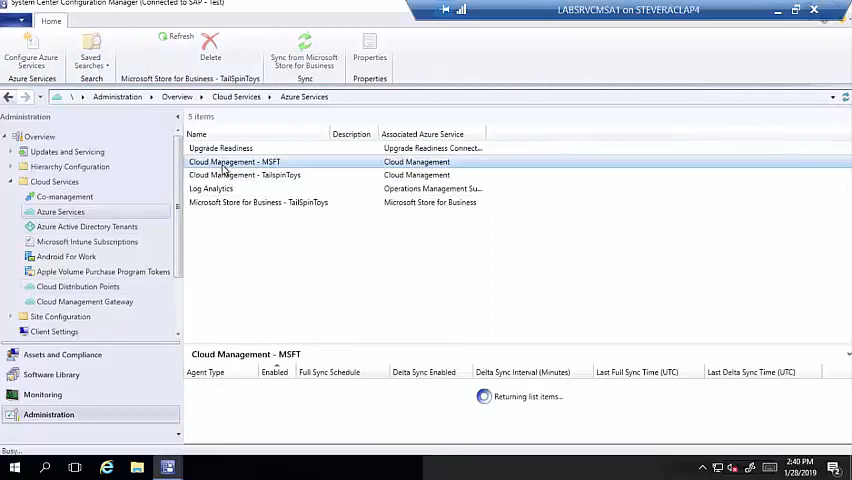 System Center Configuration Manager (Connected to SAP - Test)
LABSRVCMSA1 on STEVERACLAP4
Home
Configure Azure Services
Saved Searches
Refresh
Delete
Sync from Microsoft Store for Business
Properties
Azure Services
Search
Microsoft Store for Business - TailSpinToys
Sync
Properties
\ Administration Overview Cloud Services Azure Services
Administration
Overview
Updates and Servicing
Hierarchy Configuration
Cloud Services
Co-management
Azure Services
Azure Active Directory Tenants
Microsoft Intune Subscriptions
Android For Work
Apple Volume Purchase Program Tokens
Cloud Distribution Points
Cloud Management Gateway
Site Configuration
Client Settings
Assets and Compliance
Software Library
Monitoring
Administration
5 items
Name Description Associated Azure Service
Upgrade Readiness Upgrade Readiness Connect...
Cloud Management - MSFT Cloud Management
Cloud Management - TailspinToys Cloud Management
Log Analytics Operations Management Su...
Microsoft Store for Business - TailSpinToys Microsoft Store for Business
Cloud Management - MSFT
Agent Type Enabled Full Sync Schedule Delta Sync Enabled Delta Sync Interval (Minutes) Last Full Sync Time (UTC) Last Delta Sync Time (UTC)
Returning list items...
Busy...
2:40 PM
1/28/2019
2